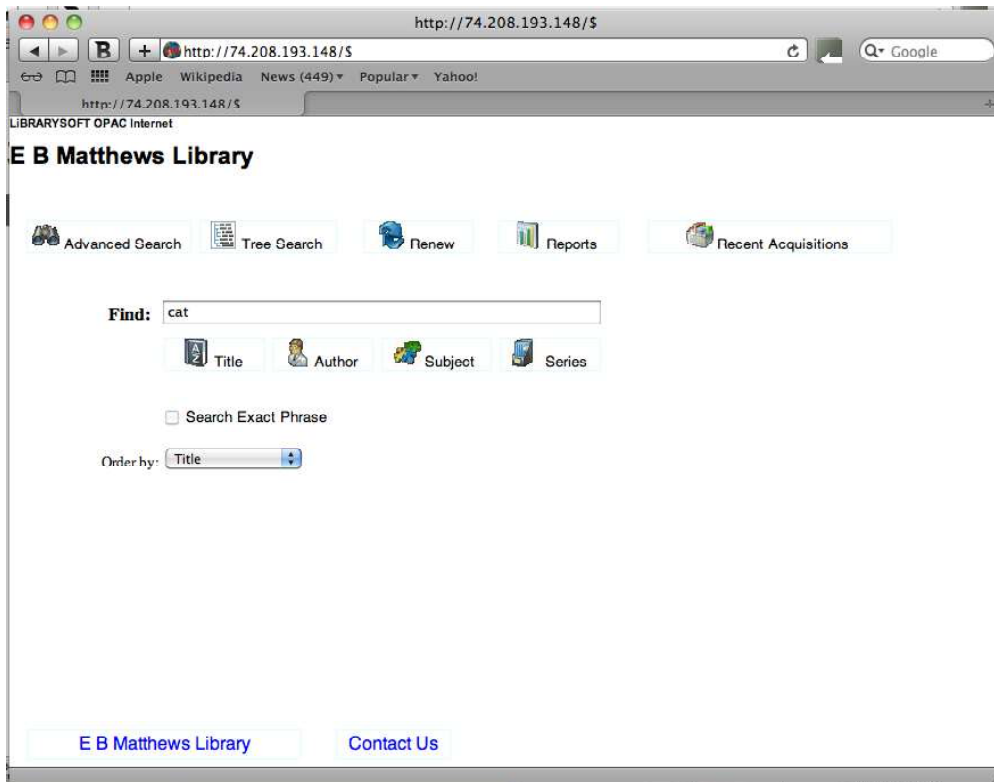 http://74.208.193.148/$
B + http://74.208.193.148/$ Google
Apple Wikipedia News (449) Popular Yahoo!
http://74.208.193.148/$
LiBRARYSOFT OPAC Internet
E B Matthews Library
Advanced Search Tree Search Renew Reports Recent Acquisitions
Find: cat
Title Author Subject Series
Search Exact Phrase
Order by: Title
E B Matthews Library Contact Us